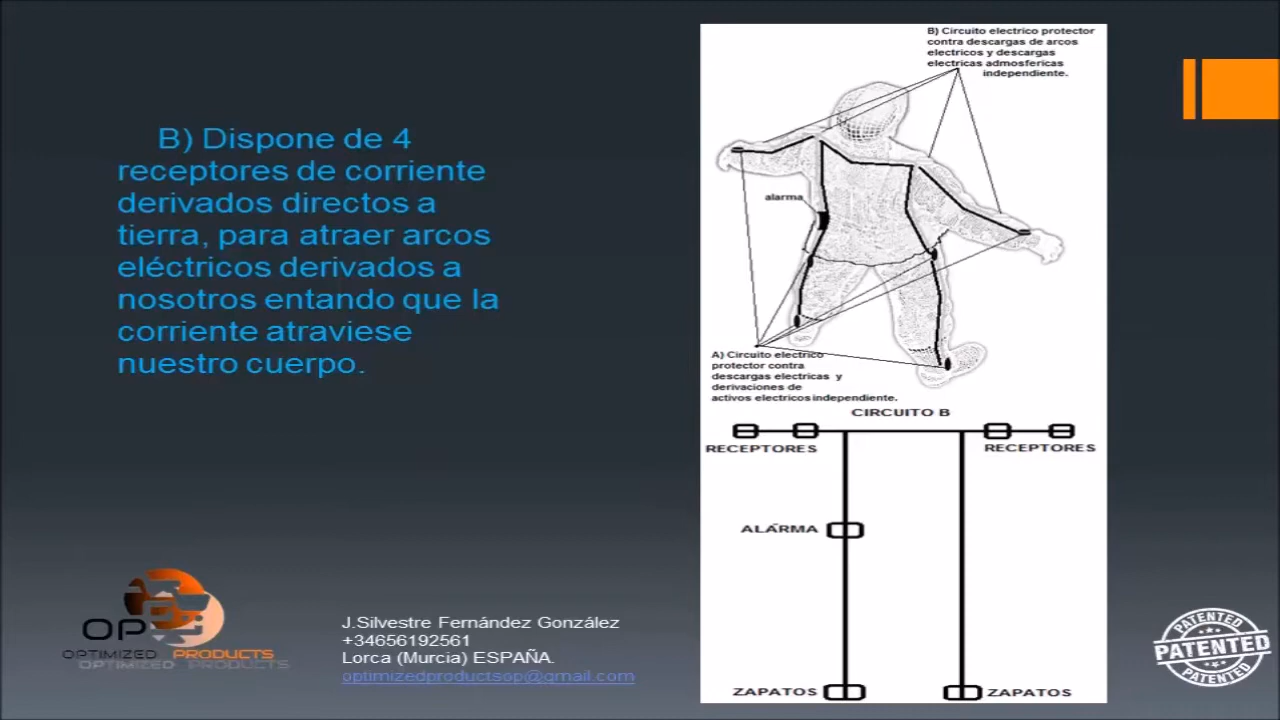 B) Dispone de 4
receptores de corriente
derivados directos a
tierra, para atraer arcos
eléctricos derivados a
nosotros entando que la
corriente atraviese
nuestro cuerpo.
B) Circuito electrico protector
contra descargas de arcos
electricos y descargas
electricas admosfericas
independiente.
alarma
A) Circuito electrico
protector contra
descargas electricas y
derivaciones de
activos electricos independiente.
CIRCUITO B
RECEPTORES
RECEPTORES
ALARMA
ZAPATOS
ZAPATOS
OP
OPTIMIZED PRODUCTS
OPTIMIZED PRODUCTS
J.Silvestre Fernández González
+34656192561
Lorca (Murcia) ESPAÑA.
optimizedproductsop@gmail.com
PATENTED
PATENTED
PATENTED